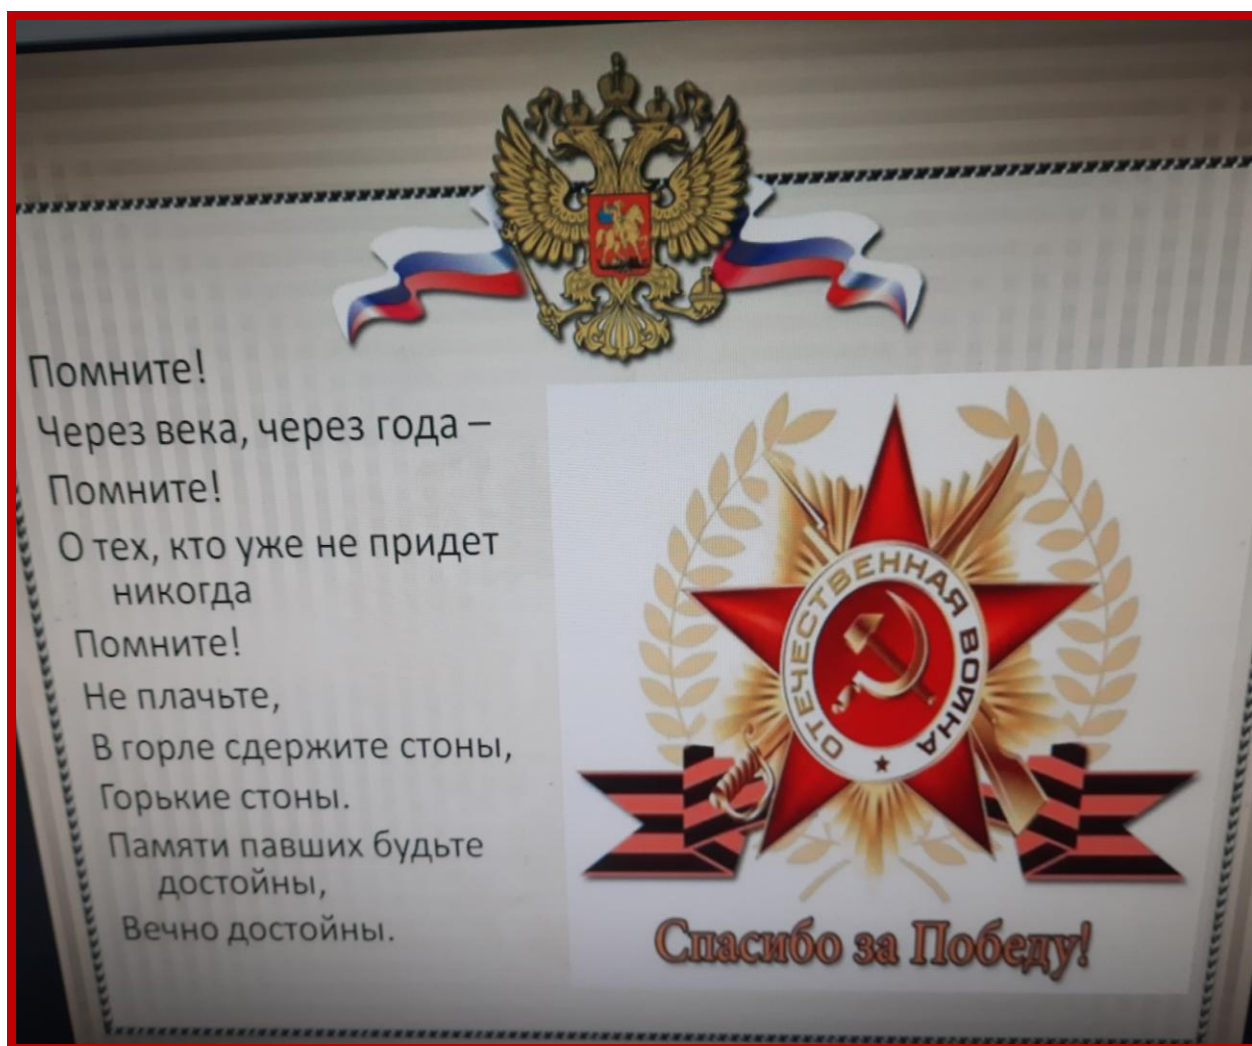 Помните!
Через века, через года –
Помните!
О тех, кто уже не придет
никогда
Помните!
Не плачьте,
В горле сдержите стоны,
Горькие стоны.
Памяти павших будьте
достойны,
Вечно достойны.
ОТЕЧЕСТВЕННАЯ ВОЙНА
Спасибо за Победу!